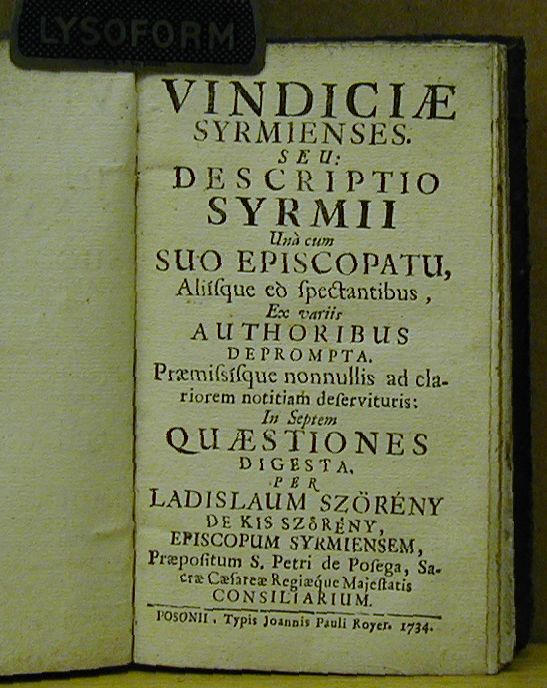 LYSOFORM
VINDICIÆ
SYRMIENSES.
SEU:
DESCRIPTIO
SYRMII
Unà cum
SUO EPISCOPATU,
Aliiſque eò ſpectantibus,
Ex variis
AUTHORIBUS
DEPROMPTA.
Præmiſsíſque nonnullis ad cla-
riorem notitiam deſervituris:
In Septem
QUÆSTIONES
DIGESTA,
PER
LADISLAUM SZÖRÉNY
DE KIS SZÖRÉNY,
EPISCOPUM SYRMIENSEM,
Præpoſitum S. Petri de Poſega, Sa-
cræ Cæſareæ Regiæque Majeſtatis
CONSILIARIUM.
POSONII, Typis Joannis Pauli Royer. 1734.